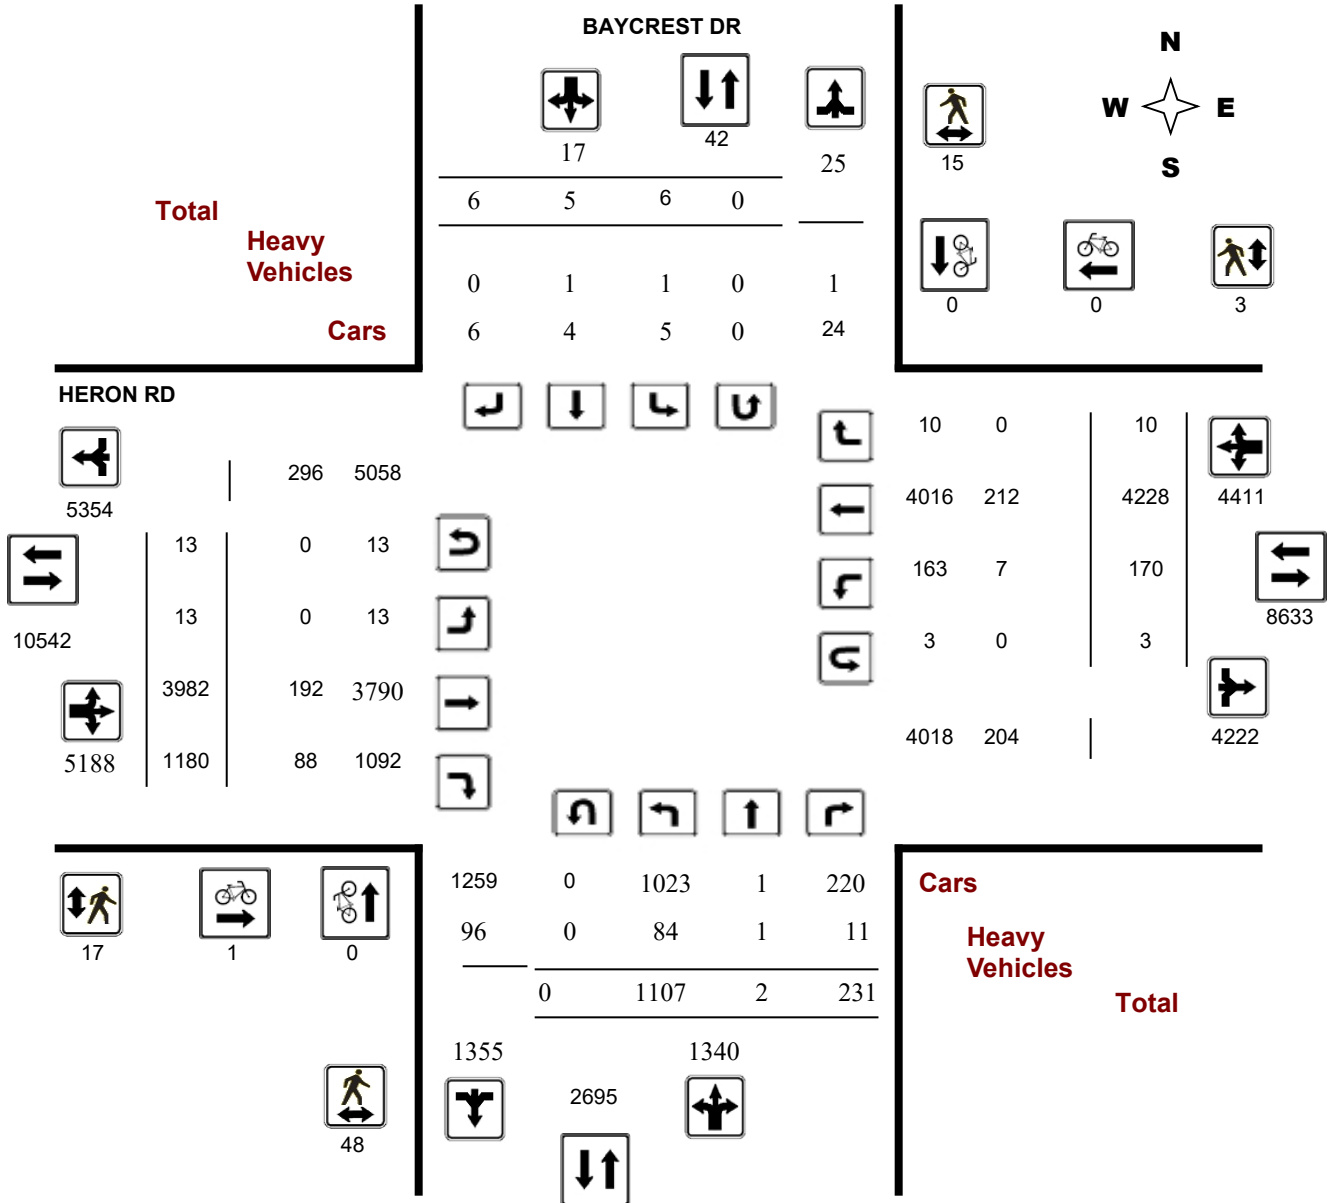 BAYCREST DR
N
W E
S
17
42
25
15
Total
6 5 6 0
Heavy
Vehicles
0 1 1 0 1
0 0 3
Cars
6 4 5 0 24
HERON RD
10 0 10
296 5058
5354
4016 212 4228 4411
13 0 13
163 7 170
8633
13 0 13
10542
3 0 3
3982 192 3790
4018 204 4222
5188 1180 88 1092
1259 0 1023 1 220
Cars
96 0 84 1 11
Heavy
Vehicles
17 1 0
0 1107 2 231
Total
1355 1340
2695
48